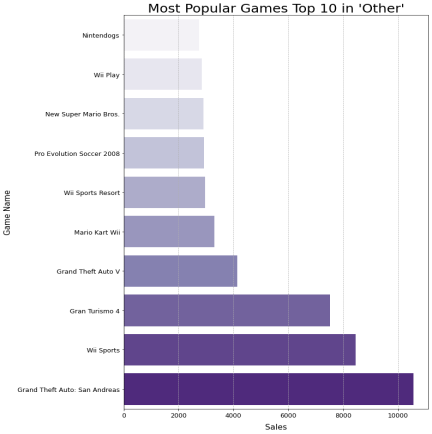 Most Popular Games Top 10 in 'Other'
Nintendogs
Wii Play
New Super Mario Bros.
Pro Evolution Soccer 2008
Wii Sports Resort
Mario Kart Wii
Grand Theft Auto V
Gran Turismo 4
Wii Sports
Grand Theft Auto: San Andreas
Game Name
0 2000 4000 6000 8000 10000
Sales